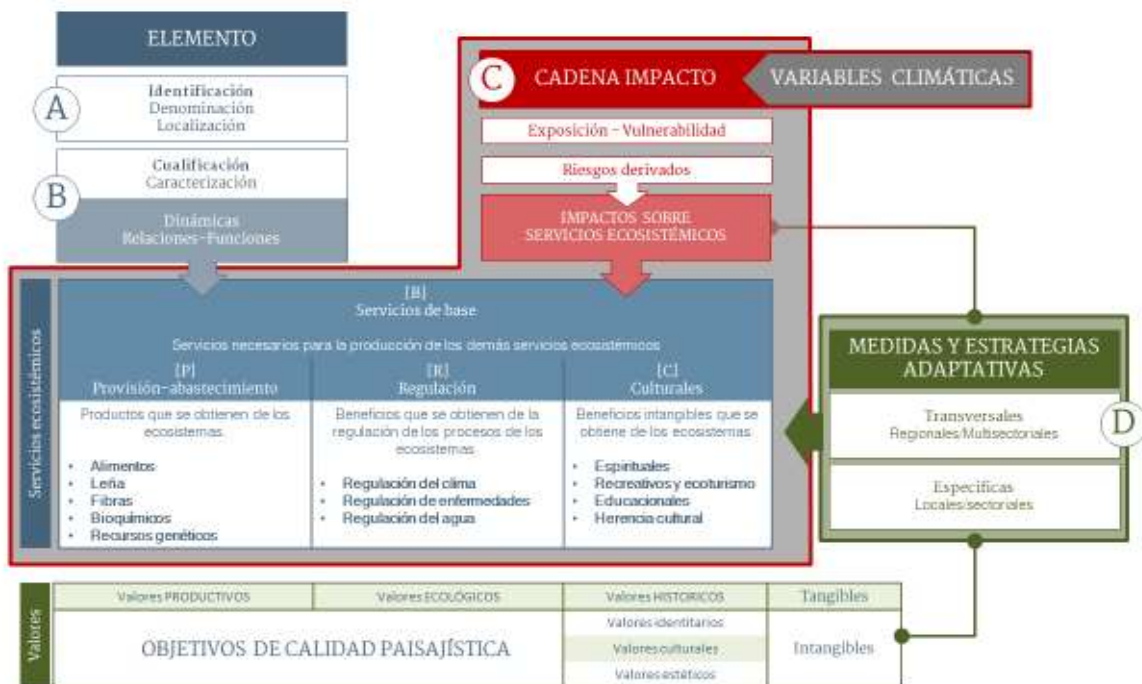 ELEMENTO
A
Identificación
Denominación
Localización
B
Cualificación
Caracterización
Dinámicas
Relaciones-Funciones
C
CADENA IMPACTO
VARIABLES CLIMÁTICAS
Exposición - Vulnerabilidad
Riesgos derivados
IMPACTOS SOBRE
SERVICIOS ECOSISTÉMICOS
Servicios ecosistémicos
[B]
Servicios de base
Servicios necesarios para la producción de los demás servicios ecosistémicos
[P]
Provisión-abastecimiento
Productos que se obtienen de los
ecosistemas
• Alimentos
• Leña
• Fibras
• Bioquímicos
• Recursos genéticos
[R]
Regulación
Beneficios que se obtienen de la
regulación de los procesos de los
ecosistemas
• Regulación del clima
• Regulación de enfermedades
• Regulación del agua
[C]
Culturales
Beneficios intangibles que se
obtiene de los ecosistemas
• Espirituales
• Recreativos y ecoturismo
• Educacionales
• Herencia cultural
MEDIDAS Y ESTRATEGIAS
ADAPTATIVAS
D
Transversales
Regionales/Multisectoriales
Específicas
Locales/sectoriales
Valores
Valores PRODUCTIVOS
Valores ECOLÓGICOS
Valores HISTORICOS
Tangibles
OBJETIVOS DE CALIDAD PAISAJÍSTICA
Valores identitarios
Valores culturales
Valores estéticos
Intangibles